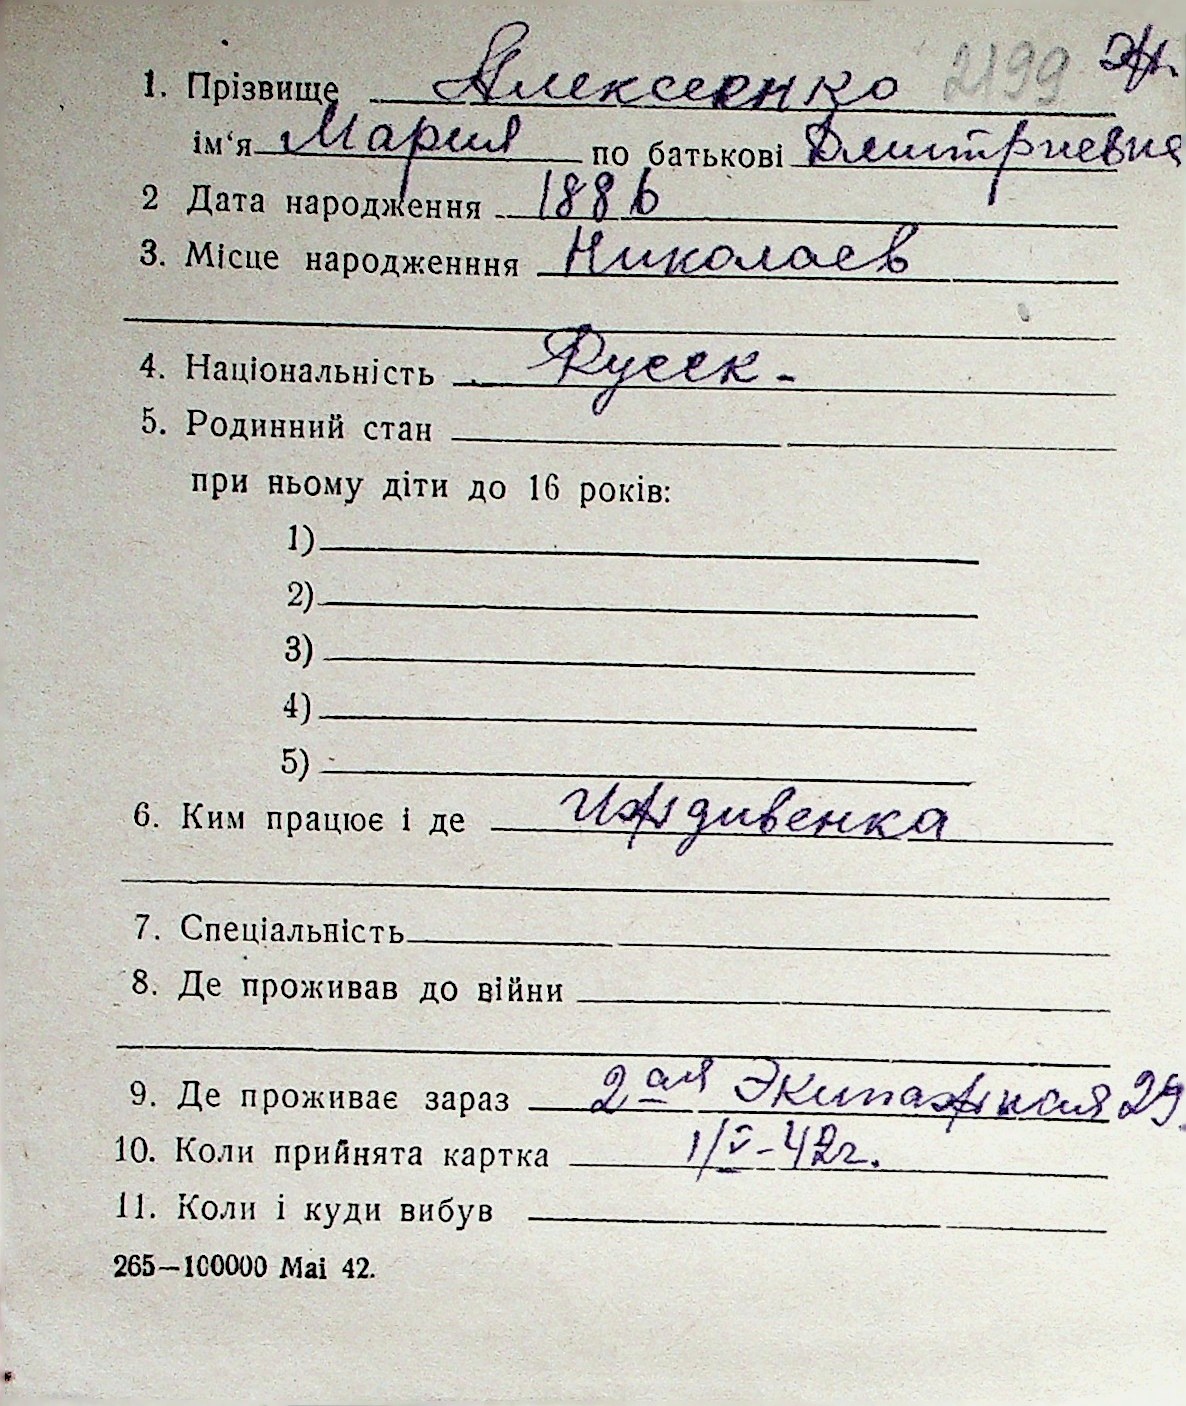 1. Прізвище Алексеенко 2199 Ж.
ім‘я Мария по батькові Дмитриевна
2 Дата народження 1886
3. Місце народженння Николаев
4. Національність Русск-
5. Родинний стан
при ньому діти до 16 років:
1)
2)
3)
4)
5)
6. Ким працює і де Иждивенка
7. Спеціальність
8. Де проживав до війни
9. Де проживає зараз 2ая Экипажная 29.
10. Коли прийнята картка 1/V-42г.
11. Коли і куди вибув
265—100000 Маі 42.